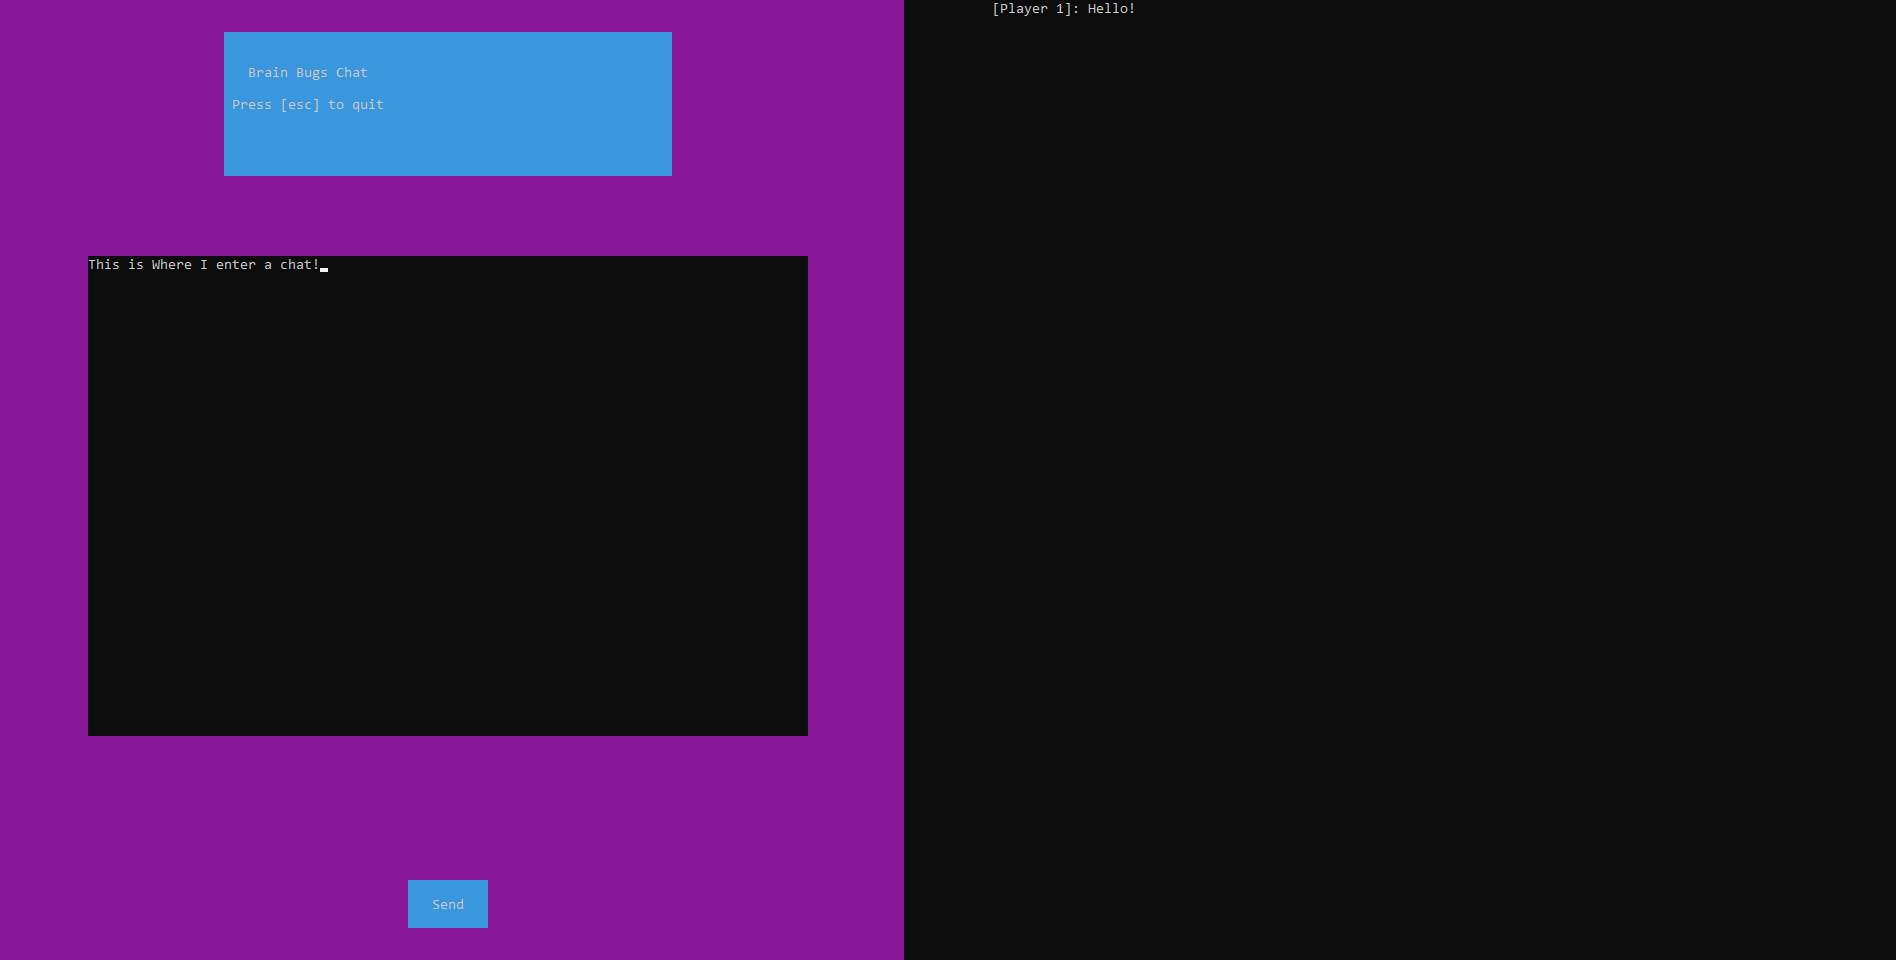 Brain Bugs Chat
Press [esc] to quit
This is Where I enter a chat!
Send
[Player 1]: Hello!